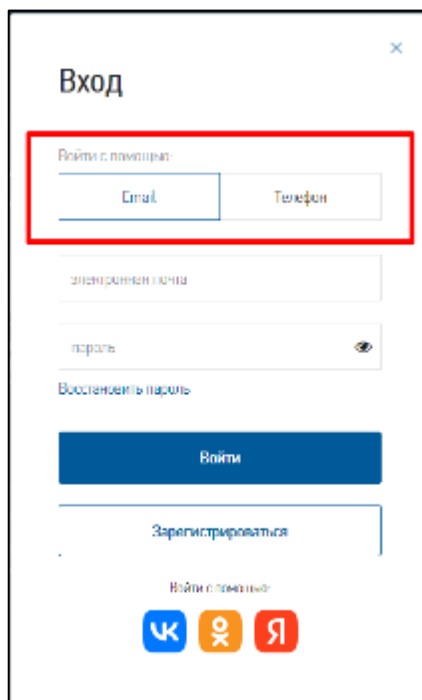 Вход
Войти с помощью:
Email Телефон
электронная почта
пароль
Восстановить пароль
Войти
Зарегистрироваться
Войти с помощью: